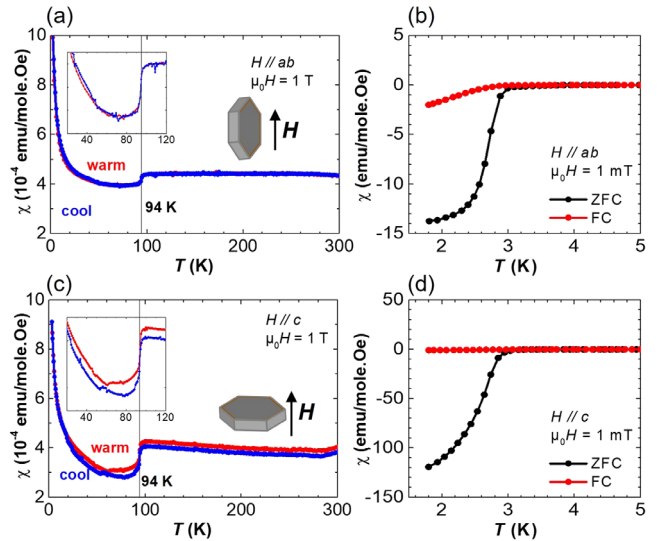 (a)
10
8
6
4
2
χ (10⁻⁴ emu/mole.Oe)
40 80 120
H // ab
μ₀H = 1 T
H
warm
cool
94 K
0 100 200 300
T (K)
(b)
5
0
-5
-10
-15
χ (emu/mole.Oe)
H // ab
μ₀H = 1 mT
ZFC
FC
2 3 4 5
T (K)
(c)
10
8
6
4
2
χ (10⁻⁴ emu/mole.Oe)
40 60 80 100 120
H // c
μ₀H = 1 T
H
warm
cool
94 K
0 100 200 300
T (K)
(d)
50
0
-50
-100
-150
χ (emu/mole.Oe)
H // c
μ₀H = 1 mT
ZFC
FC
2 3 4 5
T (K)